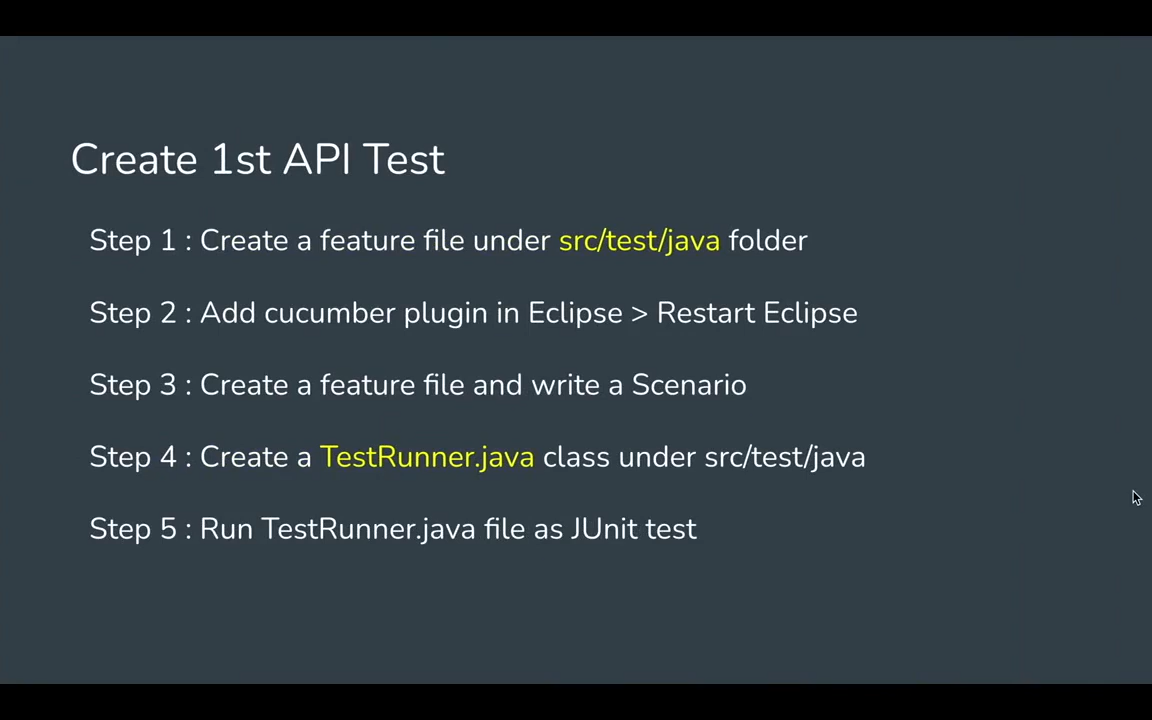 Create 1st API Test
Step 1 : Create a feature file under src/test/java folder
Step 2 : Add cucumber plugin in Eclipse > Restart Eclipse
Step 3 : Create a feature file and write a Scenario
Step 4 : Create a TestRunner.java class under src/test/java
Step 5 : Run TestRunner.java file as JUnit test